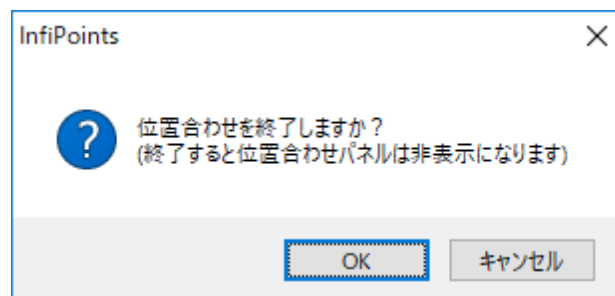 InfiPoints
位置合わせを終了しますか？
(終了すると位置合わせパネルは非表示になります)
OK
キャンセル